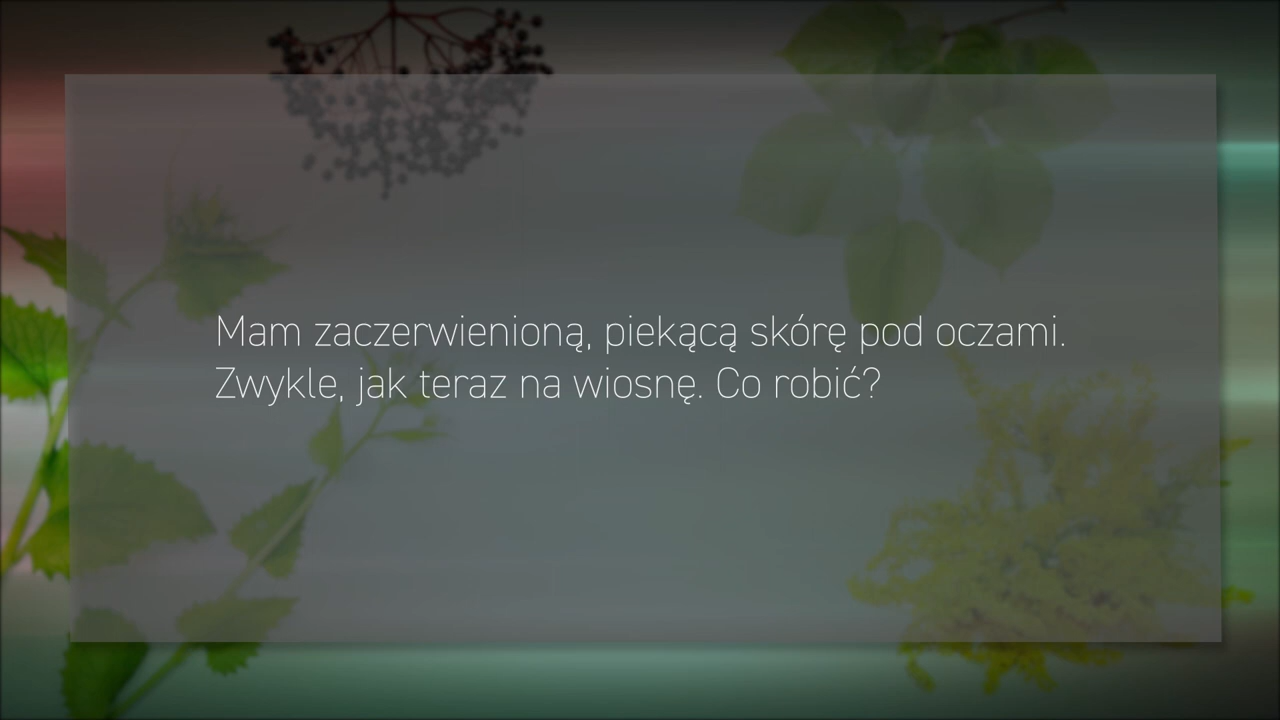 Mam zaczerwienioną, piekącą skórę pod oczami.
Zwykle, jak teraz na wiosnę. Co robić?